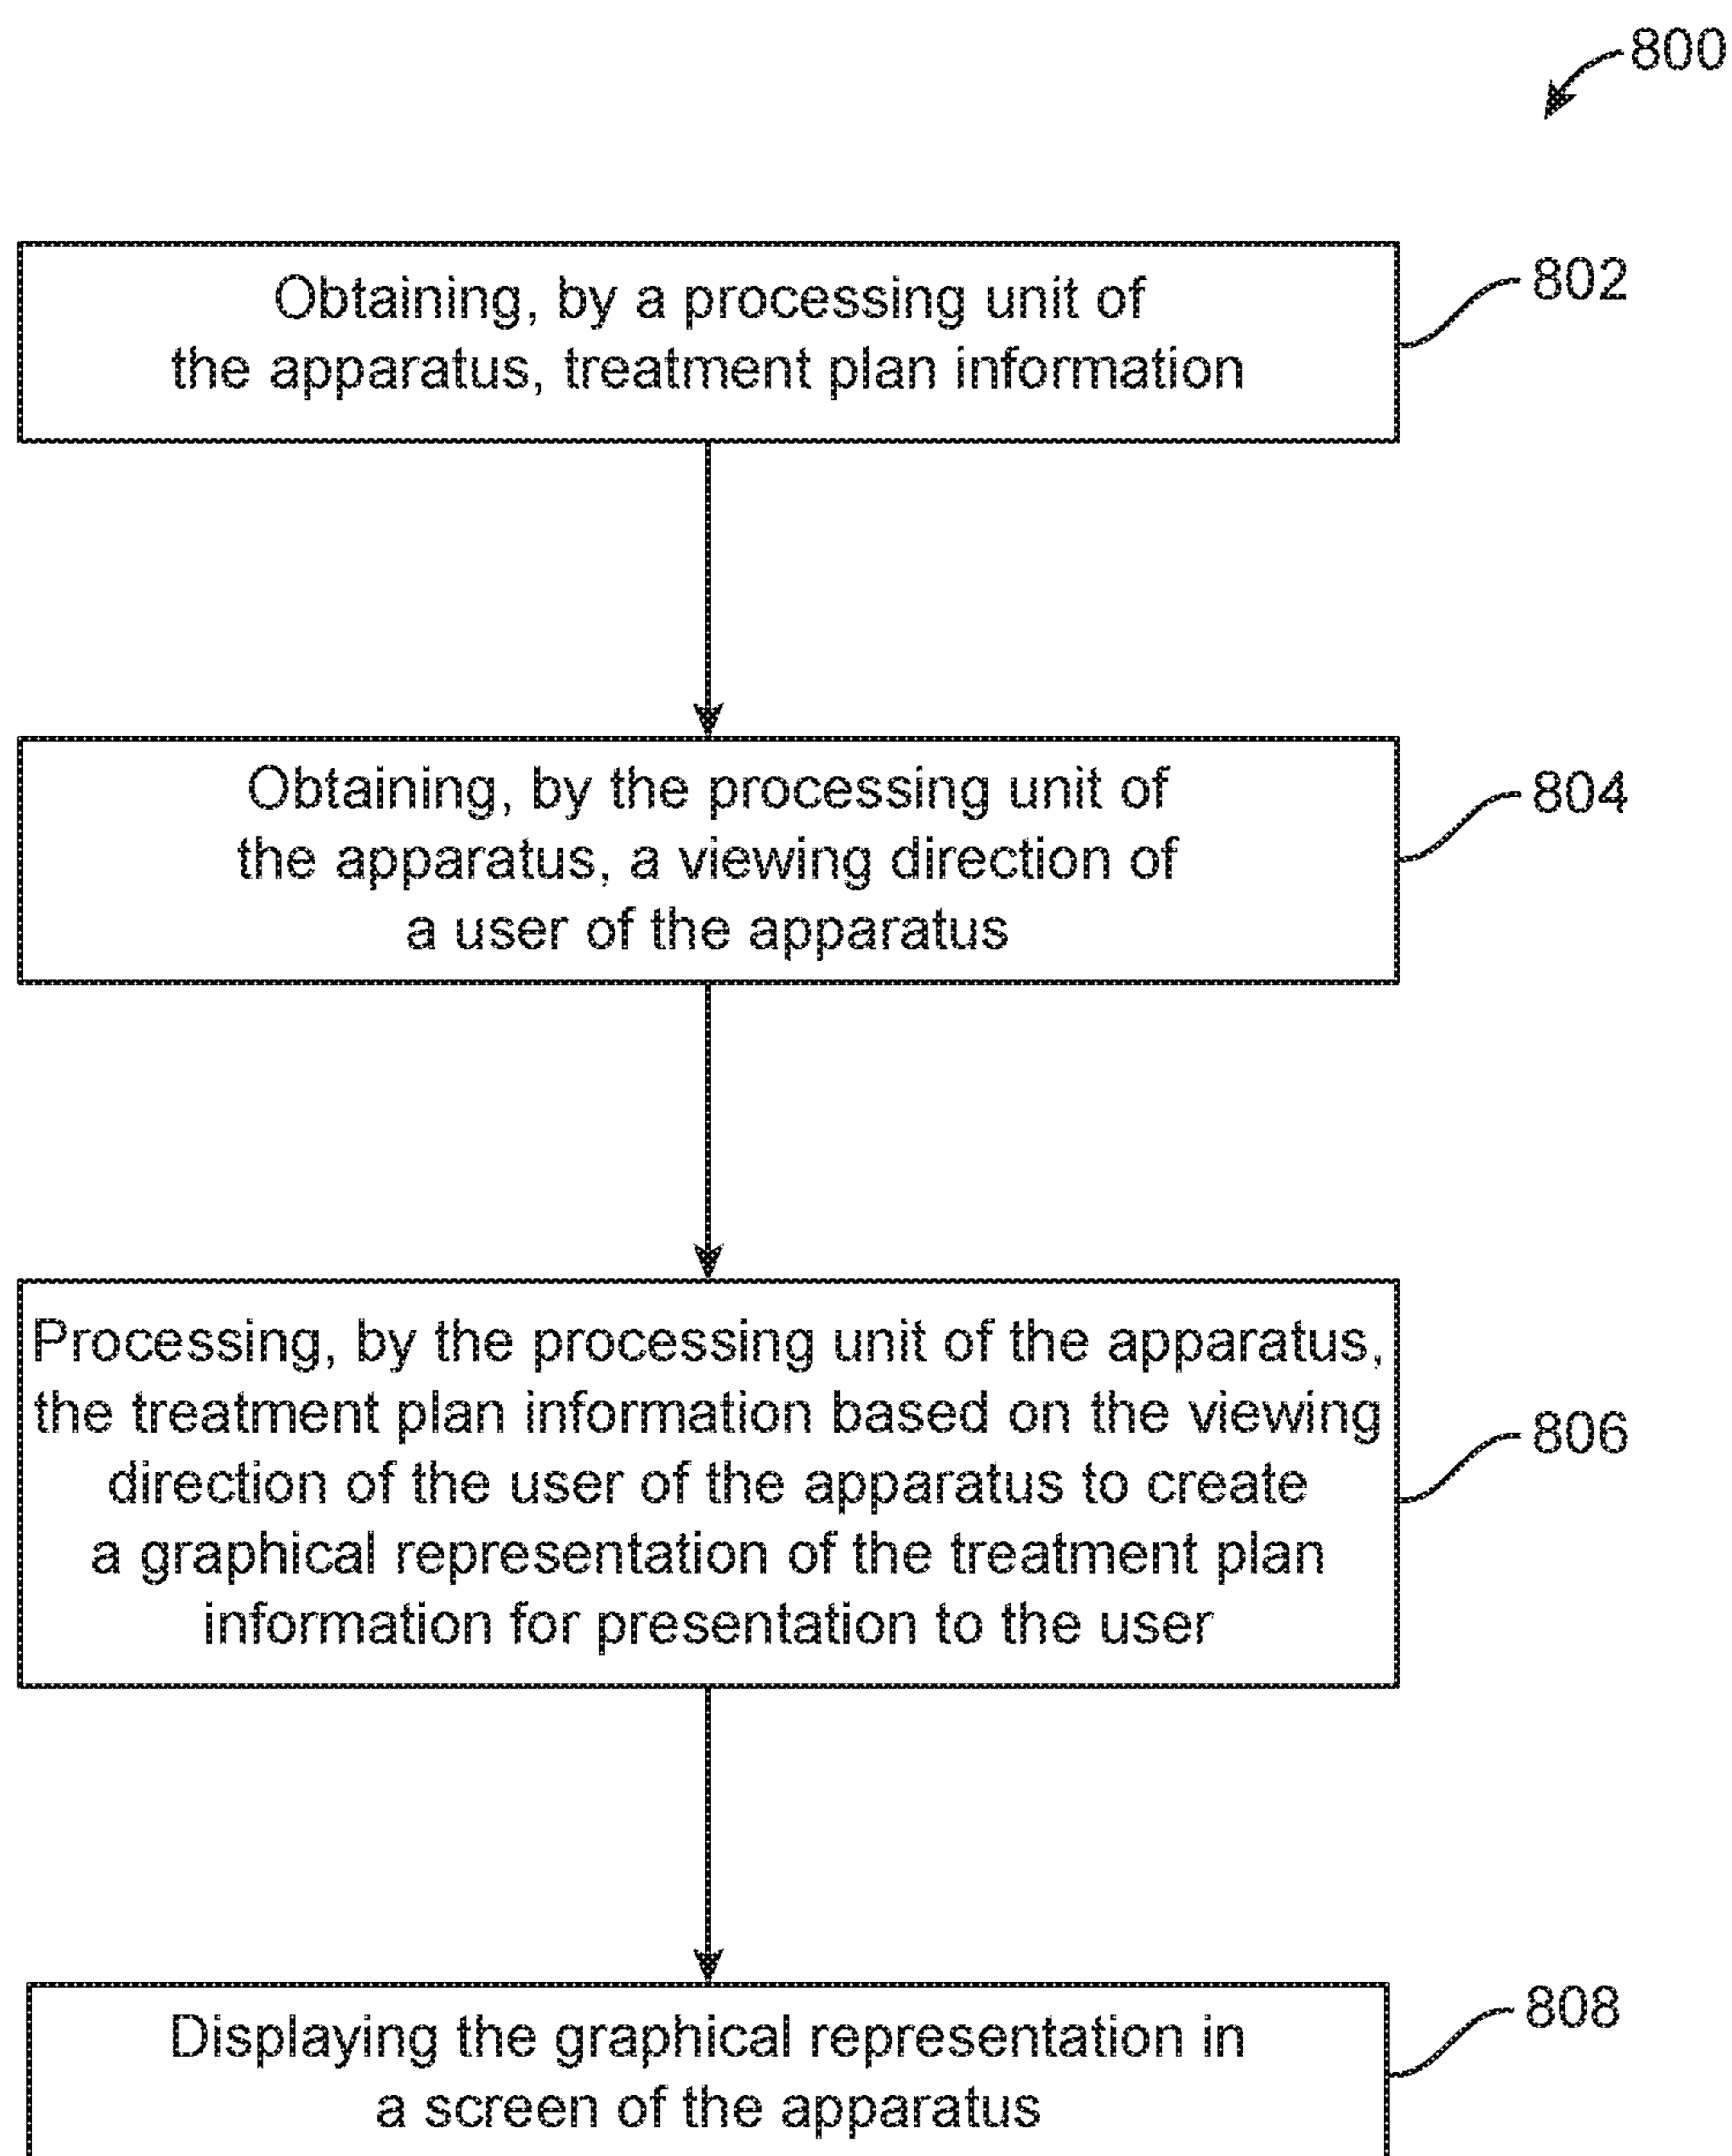 800
Obtaining, by a processing unit of
the apparatus, treatment plan information
802
Obtaining, by the processing unit of
the apparatus, a viewing direction of
a user of the apparatus
804
Processing, by the processing unit of the apparatus,
the treatment plan information based on the viewing
direction of the user of the apparatus to create
a graphical representation of the treatment plan
information for presentation to the user
806
Displaying the graphical representation in
a screen of the apparatus
808